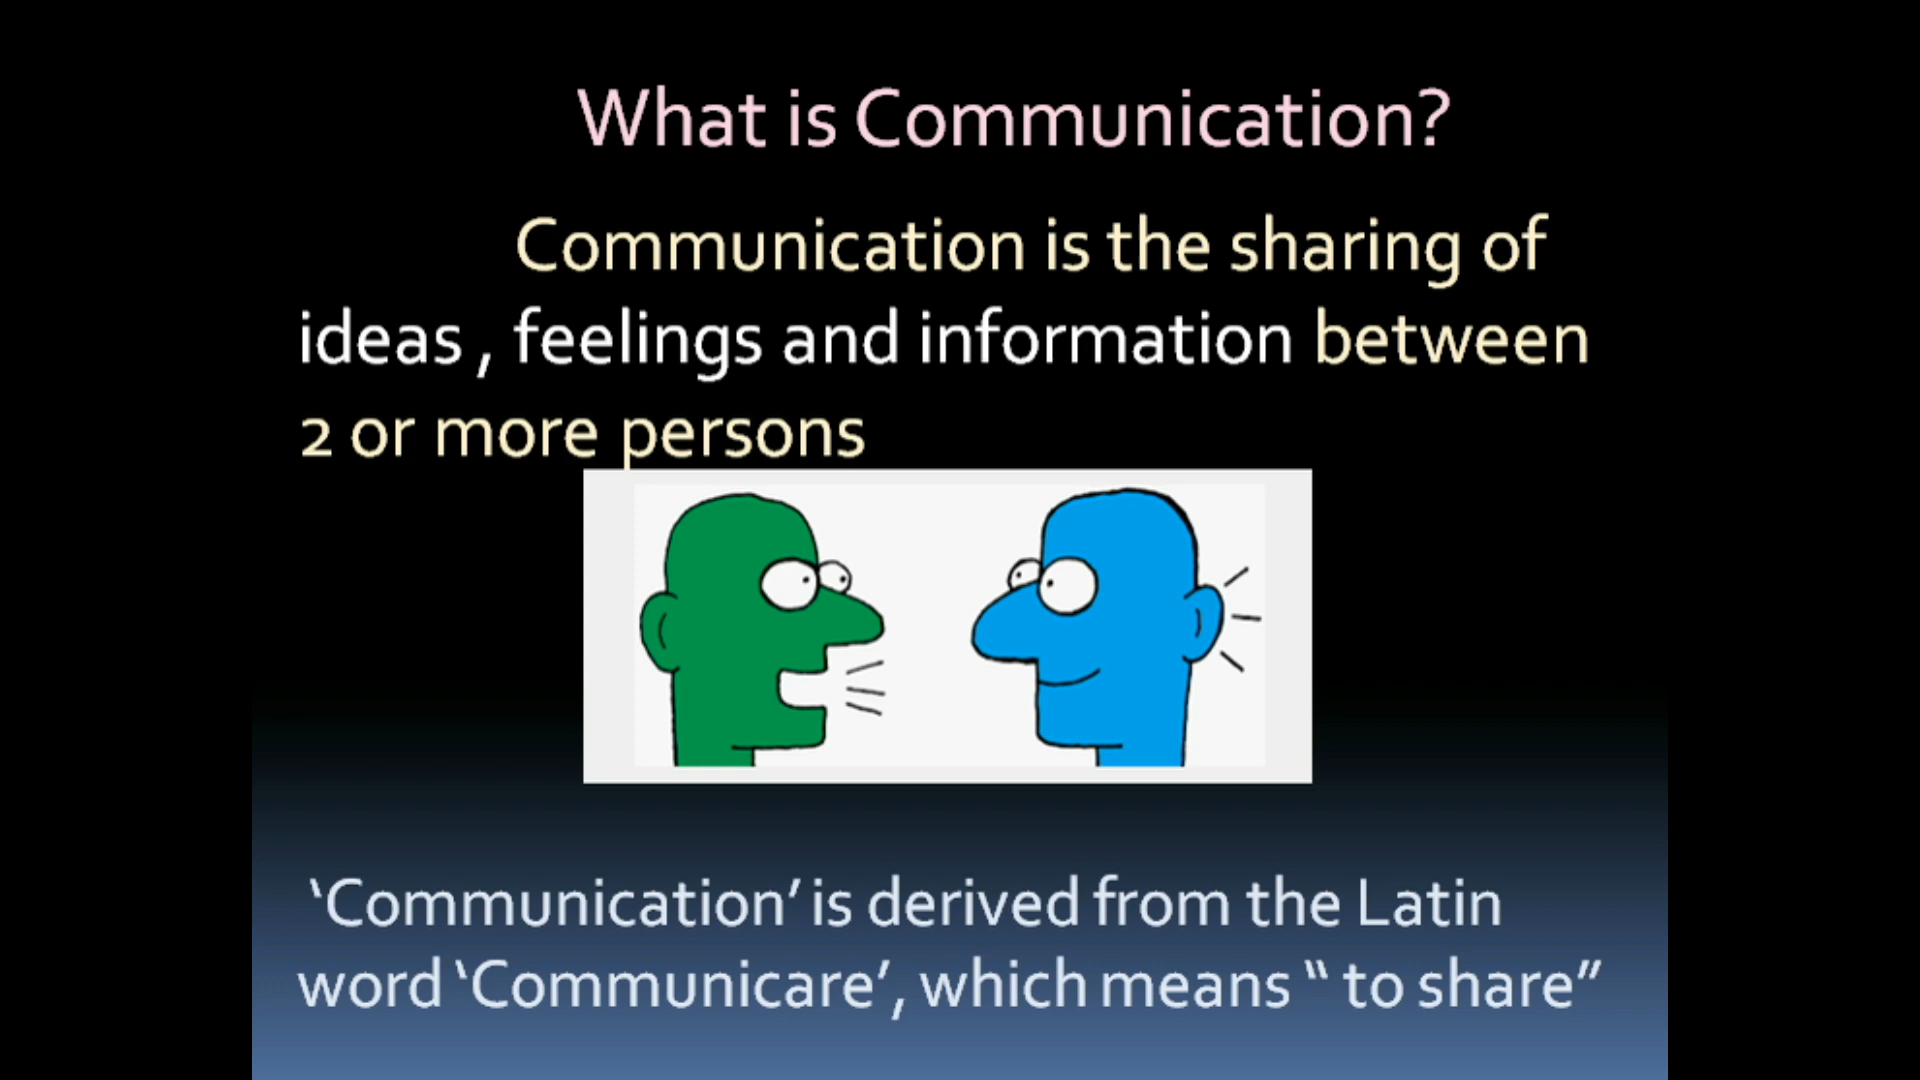 What is Communication?
Communication is the sharing of
ideas , feelings and information between
2 or more persons
‘Communication’ is derived from the Latin
word ‘Communicare’, which means “ to share”